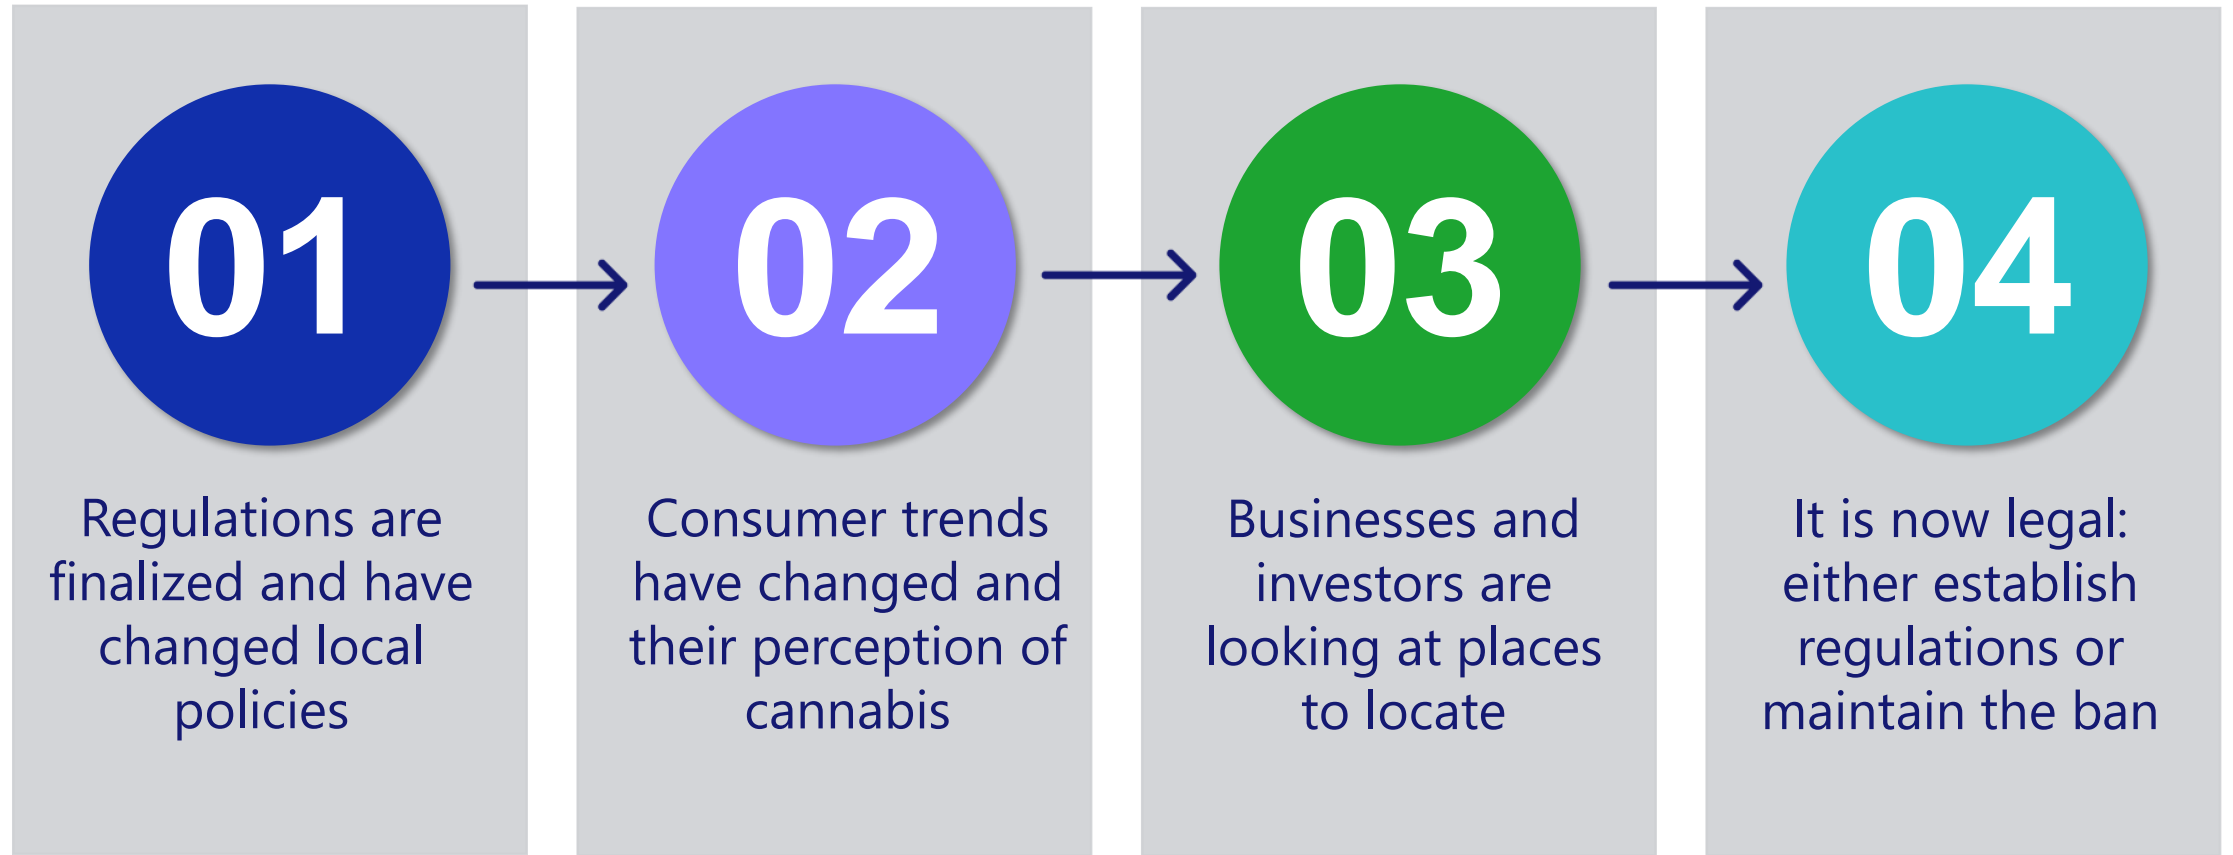 01
Regulations are
finalized and have
changed local
policies
02
Consumer trends
have changed and
their perception of
cannabis
03
Businesses and
investors are
looking at places
to locate
04
It is now legal:
either establish
regulations or
maintain the ban